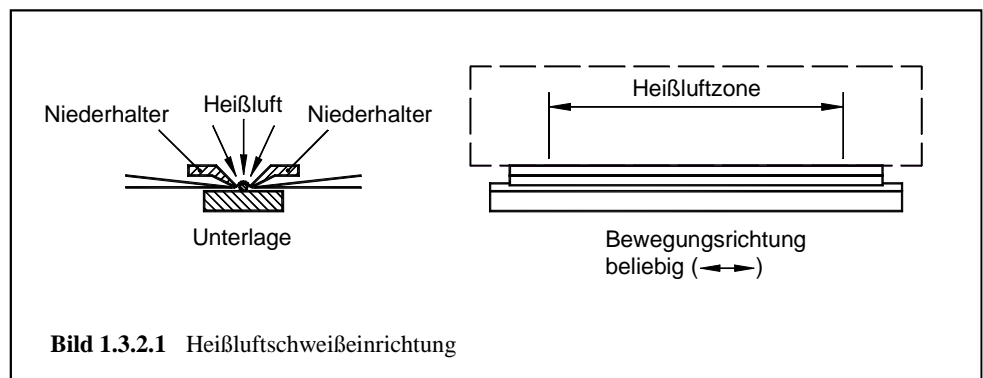 Niederhalter
Heißluft
Niederhalter
Unterlage
Heißluftzone
Bewegungsrichtung
beliebig (↔)
Bild 1.3.2.1 Heißluftschweißeinrichtung